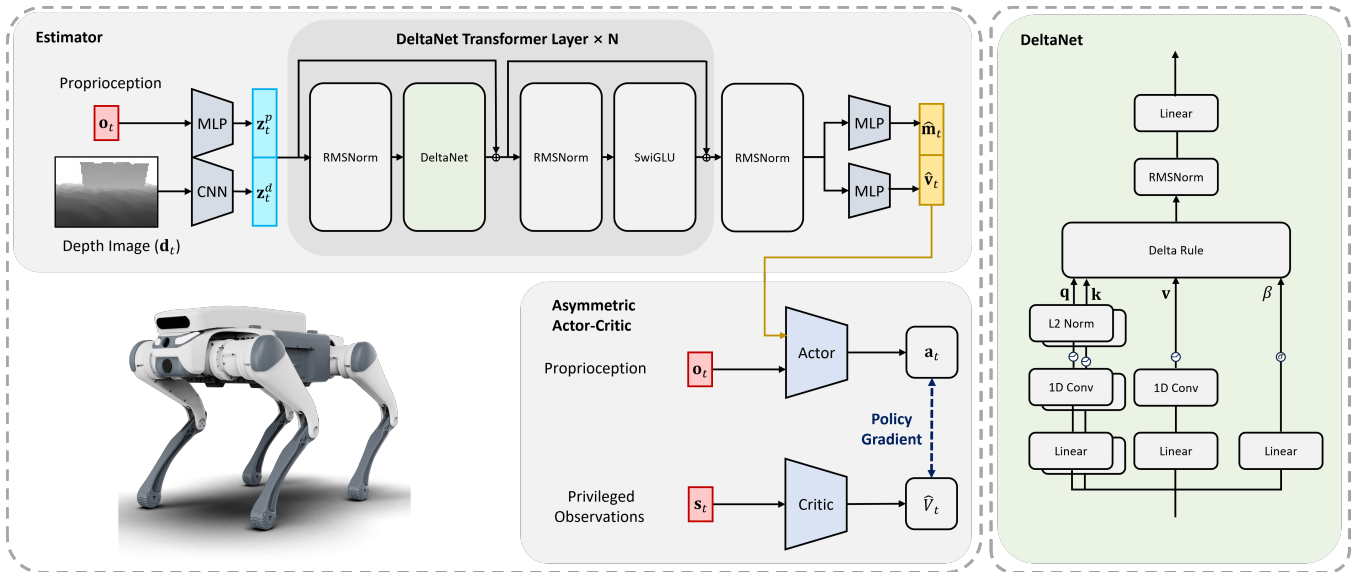 Estimator
DeltaNet Transformer Layer × N
Proprioception
o_t
MLP
z_t^p
CNN
z_t^d
Depth Image (d_t)
RMSNorm
DeltaNet
RMSNorm
SwiGLU
RMSNorm
MLP
m̂_t
MLP
v̂_t
Asymmetric
Actor-Critic
Proprioception
o_t
Actor
a_t
Policy
Gradient
Privileged
Observations
s_t
Critic
V̂_t
DeltaNet
Linear
RMSNorm
Delta Rule
q
k
v
β
L2 Norm
1D Conv
1D Conv
Linear
Linear
Linear